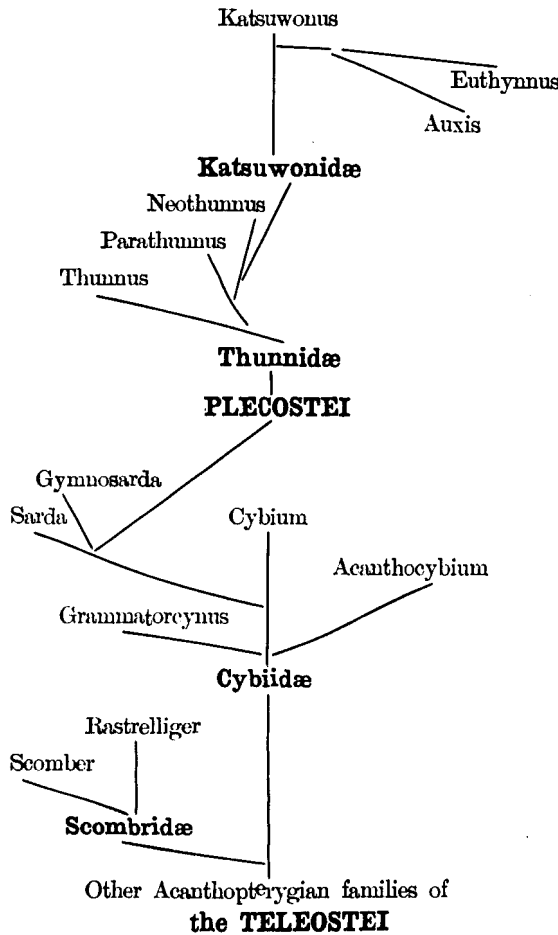 Katsuwonus
Euthynnus
Auxis
Katsuwonidæ
Neothunnus
Parathunnus
Thunnus
Thunnidæ
PLECOSTEI
Gymnosarda
Sarda
Cybium
Acanthocybium
Grammatorcynus
Cybiidæ
Rastrelliger
Scomber
Scombridæ
Other Acanthopterygian families of
the TELEOSTEI